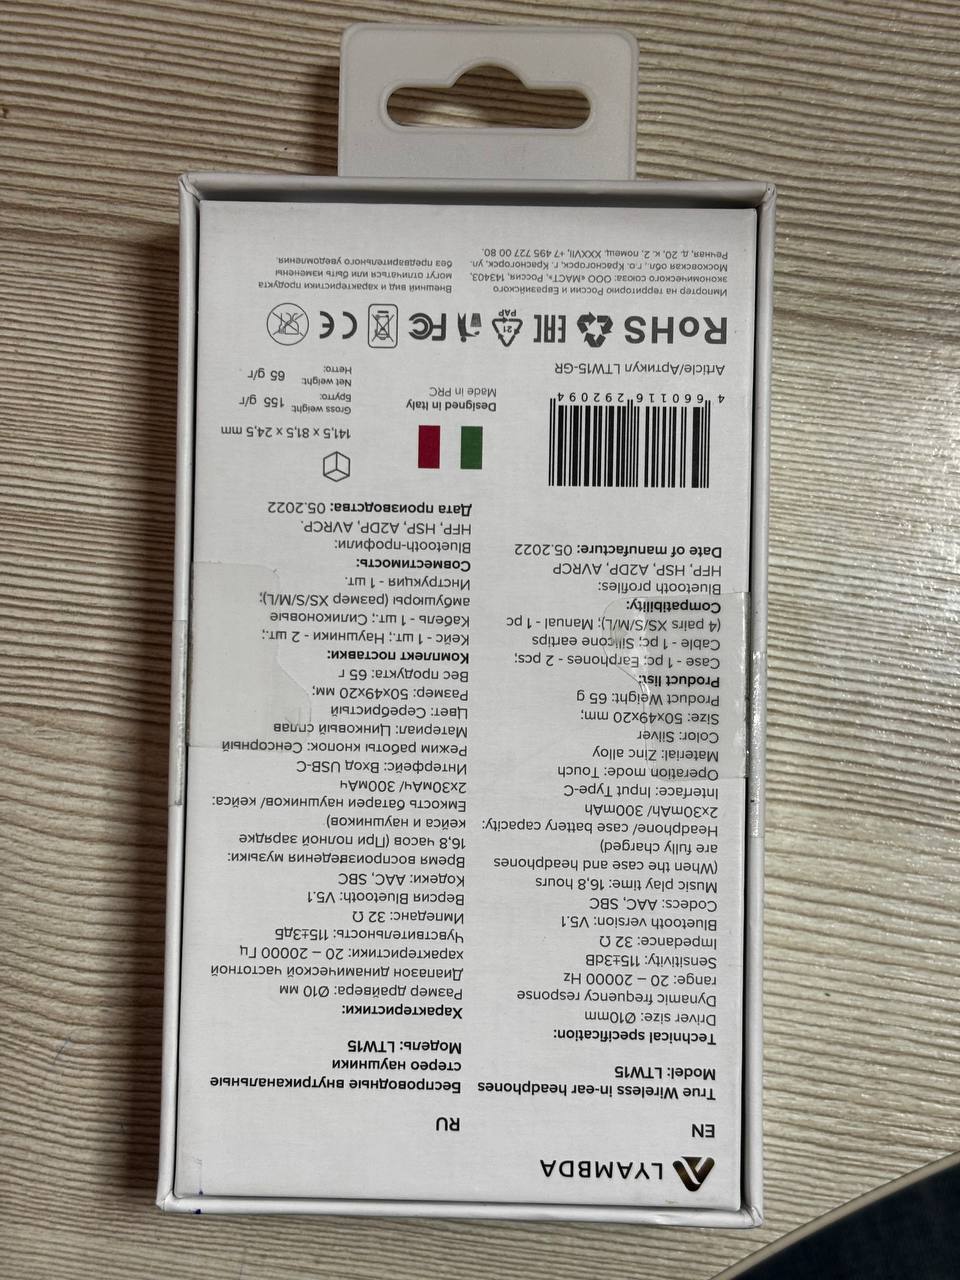 LYAMBDA
EN
True Wireless in-ear headphones
Model: LTW15
Technical specification:
Driver size: Ø10mm
Dynamic frequency response
range: 20 – 20000 Hz
Sensitivity: 115±3dB
Impedance: 32 Ω
Bluetooth version: V5.1
Codecs: AAC, SBC
Music play time: 16,8 hours
(When the case and headphones
are fully charged)
Headphone/ case battery capacity:
2x30mAh/ 300mAh
Interface: Input Type-C
Operation mode: Touch
Material: Zinc alloy
Color: Silver
Size: 50x49x20 mm;
Product Weight: 65 g
Product list:
Case - 1 pc; Earphones - 2 pcs;
Cable - 1 pc; Silicone eartips
(4 pairs XS/S/M/L); Manual - 1 pc
Compatibility:
Bluetooth profiles:
HFP, HSP, A2DP, AVRCP
Date of manufacture: 05.2022
RU
Беспроводные внутриканальные
стерео наушники
Модель: LTW15
Характеристики:
Размер драйвера: Ø10 мм
Диапазон динамической частотной
характеристики: 20 – 20000 Гц
Чувствительность: 115±3дБ
Импеданс: 32 Ω
Версия Bluetooth: V5.1
Кодеки: AAC, SBC
Время воспроизведения музыки:
16,8 часов (При полной зарядке
кейса и наушников)
Емкость батареи наушников/ кейса:
2x30мАч/ 300мАч
Интерфейс: Вход USB-C
Режим работы кнопок: Сенсорный
Материал: Цинковый сплав
Цвет: Серебристый
Размер: 50x49x20 мм;
Вес продукта: 65 г
Комплект поставки:
Кейс - 1 шт.; Наушники - 2 шт.;
Кабель - 1 шт.; Силиконовые
амбушюры (размер XS/S/M/L);
Инструкция - 1 шт.
Совместимость:
Bluetooth-профили:
HFP, HSP, A2DP, AVRCP.
Дата производства: 05.2022
4 660116 292094
Article/Артикул LTW15-GR
Designed in Italy
Made in PRC
141,5 x 81,5 x 24,5 mm
Gross weight:
Брутто:
155 g/г
Net weight:
Нетто:
65 g/г
RoHS EAC 21 PAP FC CE
Импортер на территорию России и Евразийского
экономического союза: ООО «МАСТ», Россия, 143403,
Московская обл., г.о. Красногорск, г. Красногорск, ул.
Речная, д. 20, к. 2, помещ. XXXVII, +7 495 727 00 80.
Внешний вид и характеристики продукта
могут отличаться или быть изменены
без предварительного уведомления.